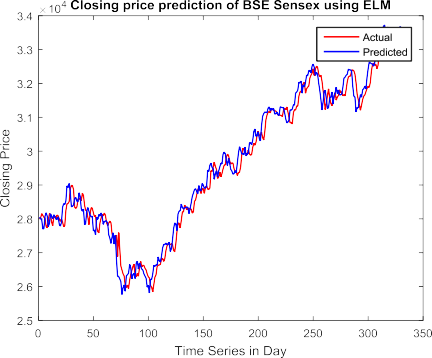 Closing price prediction of BSE Sensex using ELM
×10⁴
3.4
3.3
3.2
3.1
3
2.9
2.8
2.7
2.6
2.5
Closing Price
Actual
Predicted
0 50 100 150 200 250 300 350
Time Series in Day